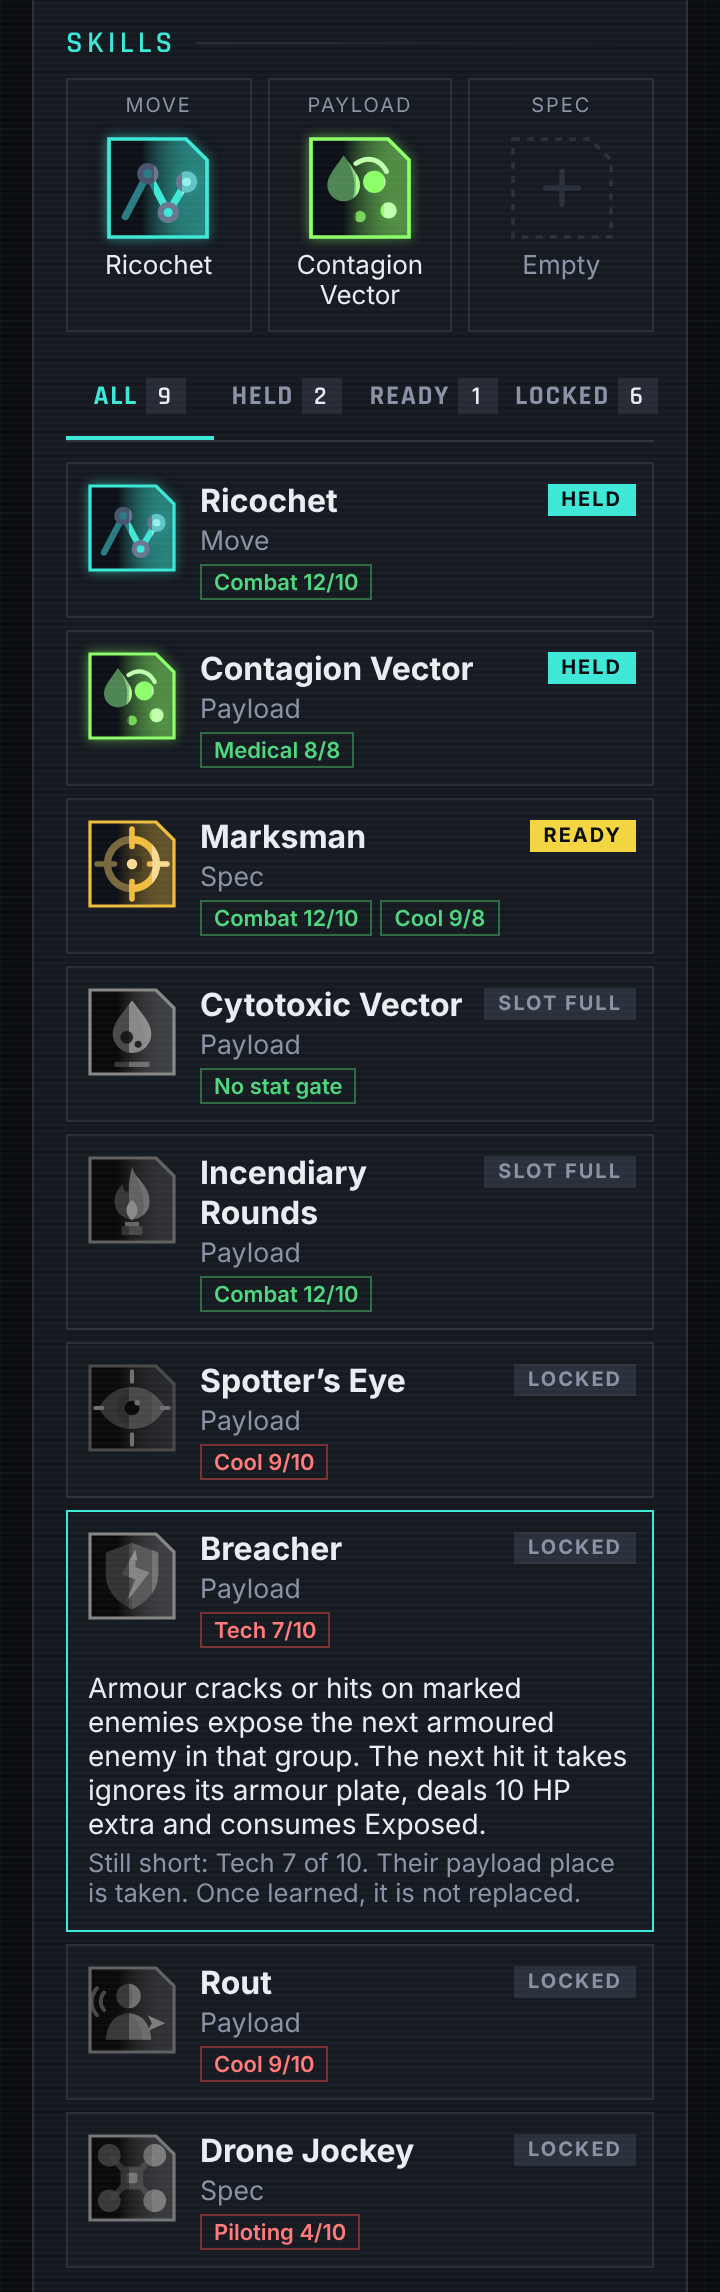 SKILLS
MOVE
Ricochet
PAYLOAD
Contagion
Vector
SPEC
Empty
ALL 9 HELD 2 READY 1 LOCKED 6
Ricochet
HELD
Move
Combat 12/10
Contagion Vector
HELD
Payload
Medical 8/8
Marksman
READY
Spec
Combat 12/10 Cool 9/8
Cytotoxic Vector
SLOT FULL
Payload
No stat gate
Incendiary
Rounds
SLOT FULL
Payload
Combat 12/10
Spotter’s Eye
LOCKED
Payload
Cool 9/10
Breacher
LOCKED
Payload
Tech 7/10
Armour cracks or hits on marked
enemies expose the next armoured
enemy in that group. The next hit it takes
ignores its armour plate, deals 10 HP
extra and consumes Exposed.
Still short: Tech 7 of 10. Their payload place
is taken. Once learned, it is not replaced.
Rout
LOCKED
Payload
Cool 9/10
Drone Jockey
LOCKED
Spec
Piloting 4/10